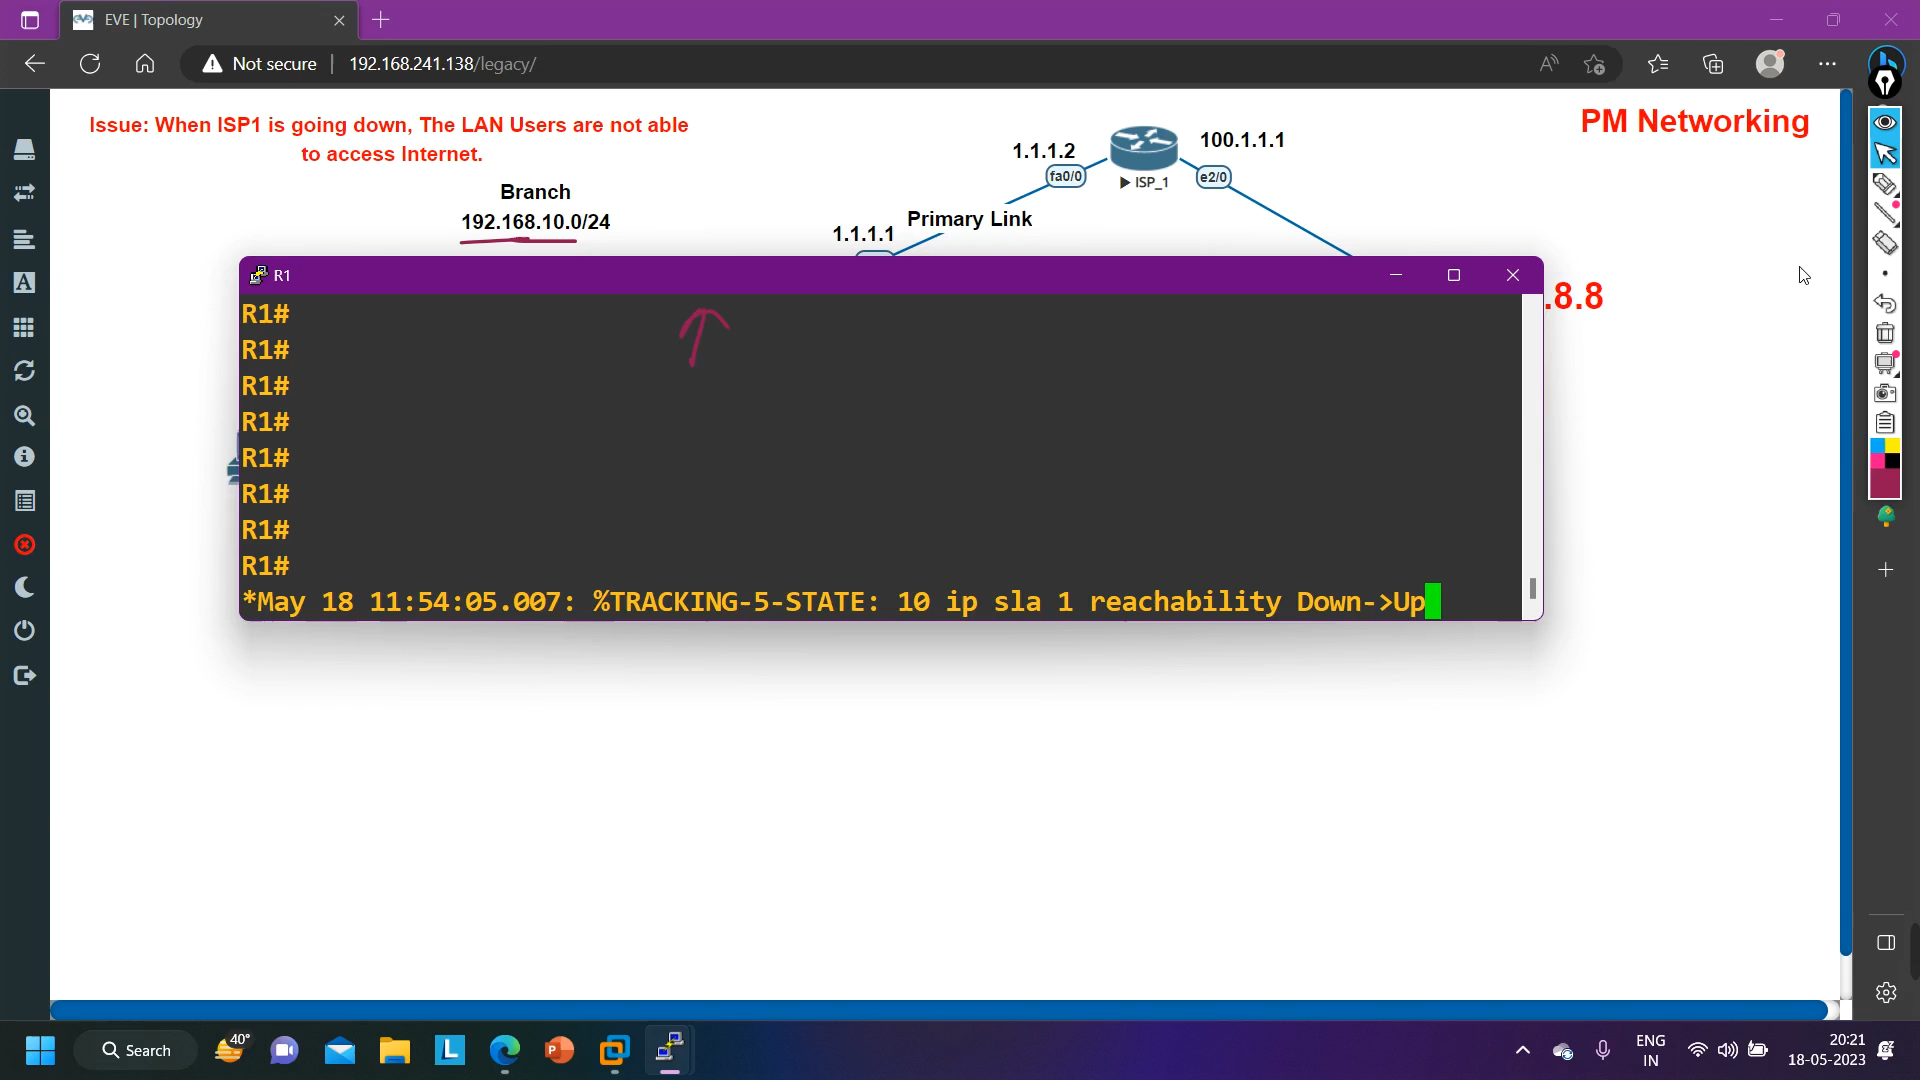 EVE | Topology
Not secure
192.168.241.138/legacy/
Issue: When ISP1 is going down, The LAN Users are not able
to access Internet.
PM Networking
Branch
192.168.10.0/24
1.1.1.2
100.1.1.1
fa0/0
ISP_1
e2/0
Primary Link
1.1.1.1
.8.8
R1
R1#
R1#
R1#
R1#
R1#
R1#
R1#
R1#
*May 18 11:54:05.007: %TRACKING-5-STATE: 10 ip sla 1 reachability Down->Up
Search
40°
ENG
IN
20:21
18-05-2023